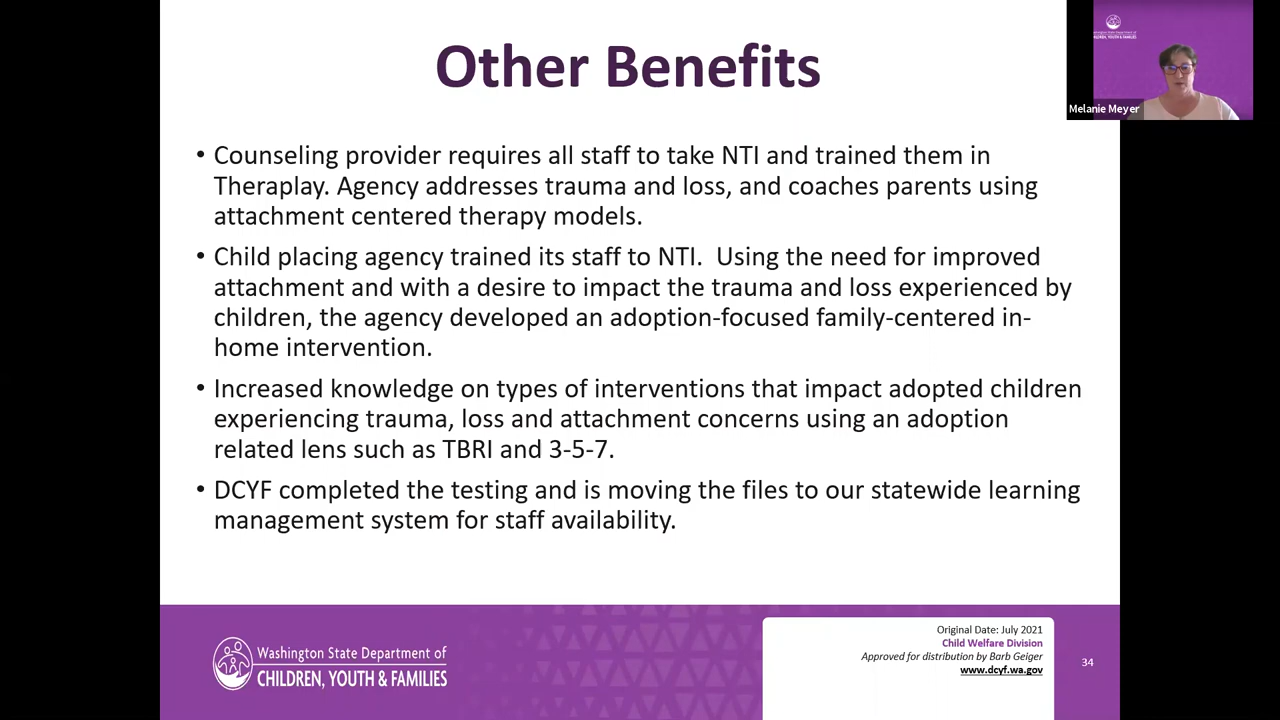 Other Benefits
Washington State Department of
CHILDREN, YOUTH & FAMILIES
Melanie Meyer
• Counseling provider requires all staff to take NTI and trained them in
Theraplay. Agency addresses trauma and loss, and coaches parents using
attachment centered therapy models.
• Child placing agency trained its staff to NTI.  Using the need for improved
attachment and with a desire to impact the trauma and loss experienced by
children, the agency developed an adoption-focused family-centered in-
home intervention.
• Increased knowledge on types of interventions that impact adopted children
experiencing trauma, loss and attachment concerns using an adoption
related lens such as TBRI and 3-5-7.
• DCYF completed the testing and is moving the files to our statewide learning
management system for staff availability.
Washington State Department of
CHILDREN, YOUTH & FAMILIES
Original Date: July 2021
Child Welfare Division
Approved for distribution by Barb Geiger
www.dcyf.wa.gov
34